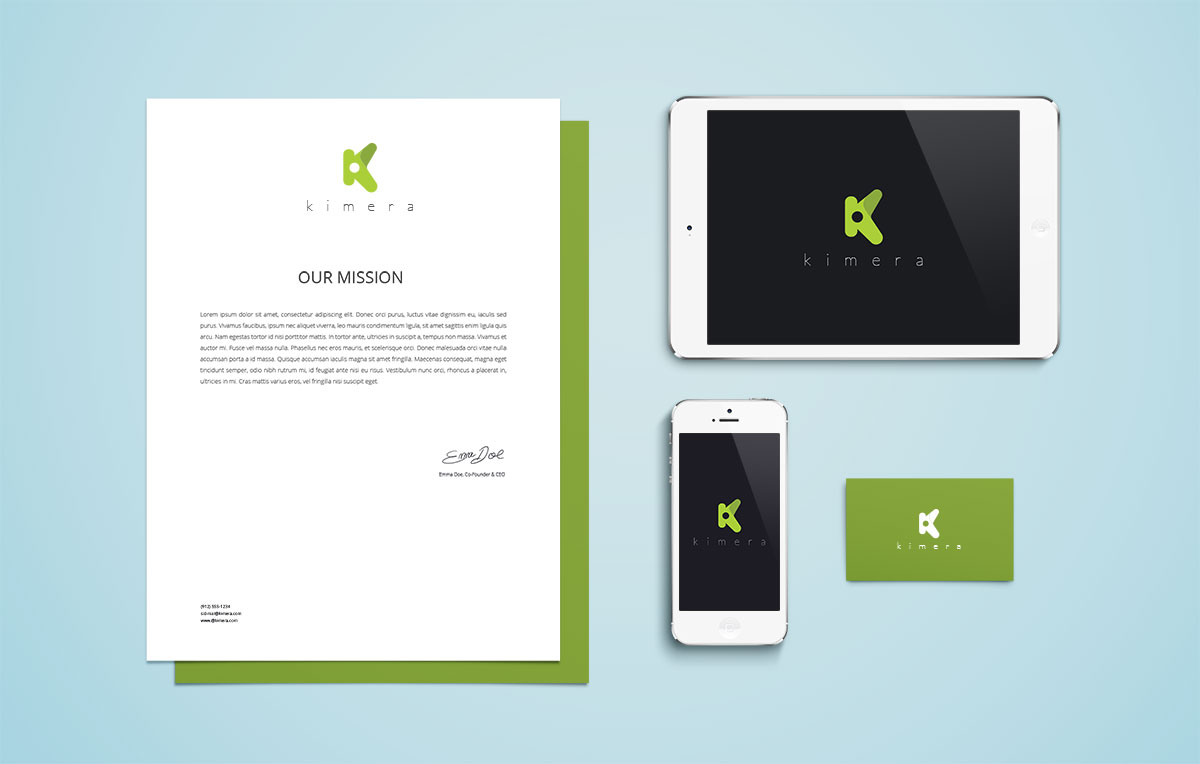 kimera
OUR MISSION
Lorem ipsum dolor sit amet, consectetur adipiscing elit. Donec orci purus, luctus vitae dignissim eu, iaculis sed
purus. Vivamus faucibus, ipsum nec aliquet viverra, leo mauris condimentum ligula, sit amet sagittis enim ligula quis
arcu. Nam egestas tortor id nisi porttitor mattis. In tortor ante, ultricies in suscipit a, tempus non massa. Vivamus et
auctor mi. Fusce vel massa nulla. Phasellus nec eros mauris, et scelerisque orci. Donec malesuada orci vitae nulla
accumsan porta a id massa. Quisque accumsan iaculis magna sit amet fringilla. Maecenas consequat, magna eget
tincidunt semper, odio nibh rutrum mi, id feugiat ante nisi eu risus. Vestibulum nunc orci, rhoncus a placerat in,
ultricies in mi. Cras mattis varius eros, vel fringilla nisi suscipit eget.
Emma Doe
Emma Doe, Co-Founder & CEO
(912) 555-1234
www.@kimera.com
kimera
kimera
kimera